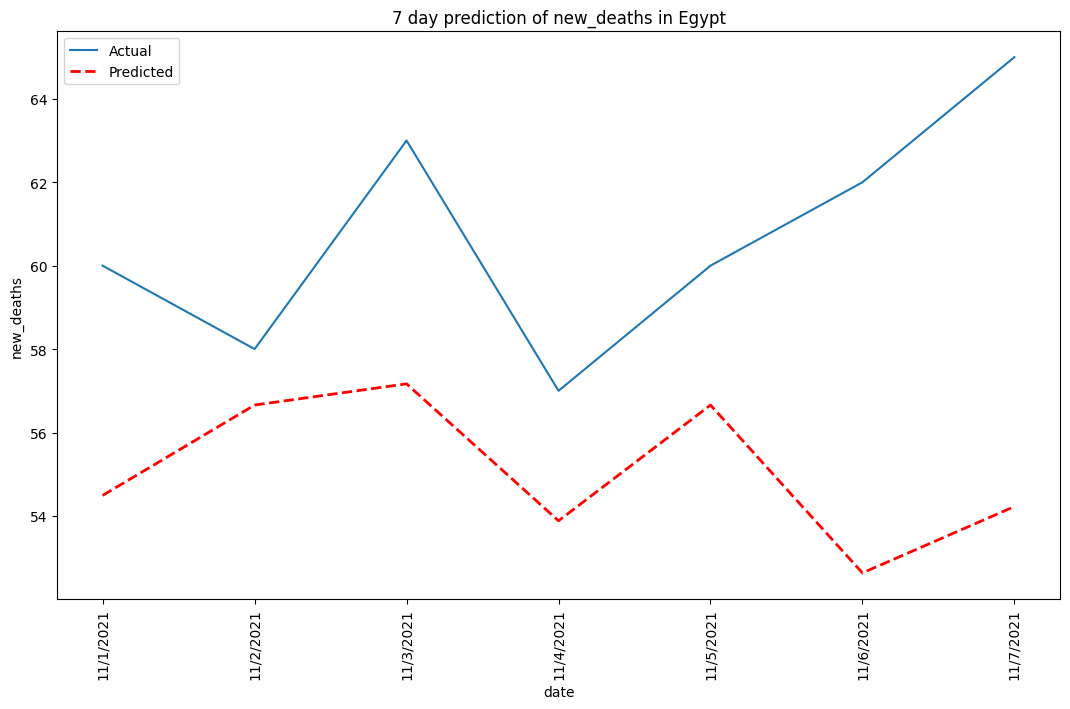 7 day prediction of new_deaths in Egypt
Actual
Predicted
64
62
60
58
56
54
new_deaths
11/1/2021
11/2/2021
11/3/2021
11/4/2021
11/5/2021
11/6/2021
11/7/2021
date